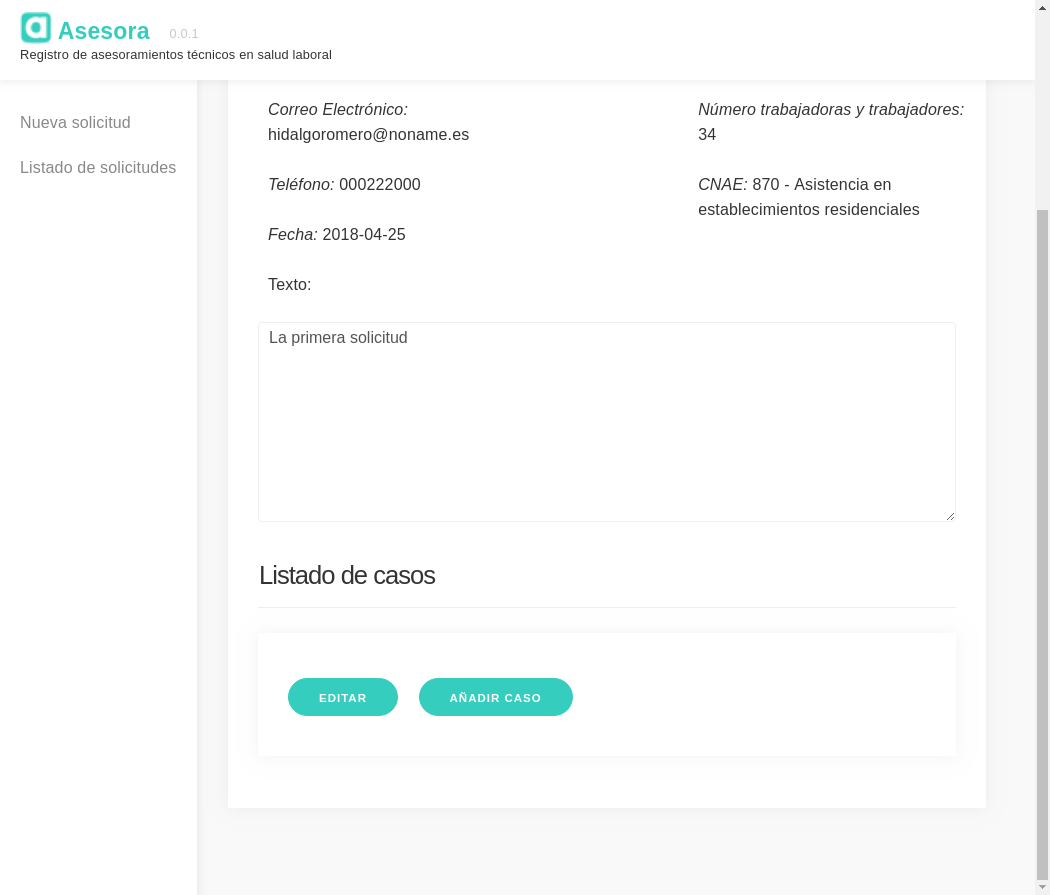 Asesora 0.0.1
Registro de asesoramientos técnicos en salud laboral
Nueva solicitud
Listado de solicitudes
Correo Electrónico:
hidalgoromero@noname.es
Teléfono: 000222000
Fecha: 2018-04-25
Número trabajadoras y trabajadores:
34
CNAE: 870 - Asistencia en
establecimientos residenciales
Texto:
La primera solicitud
Listado de casos
EDITAR
AÑADIR CASO